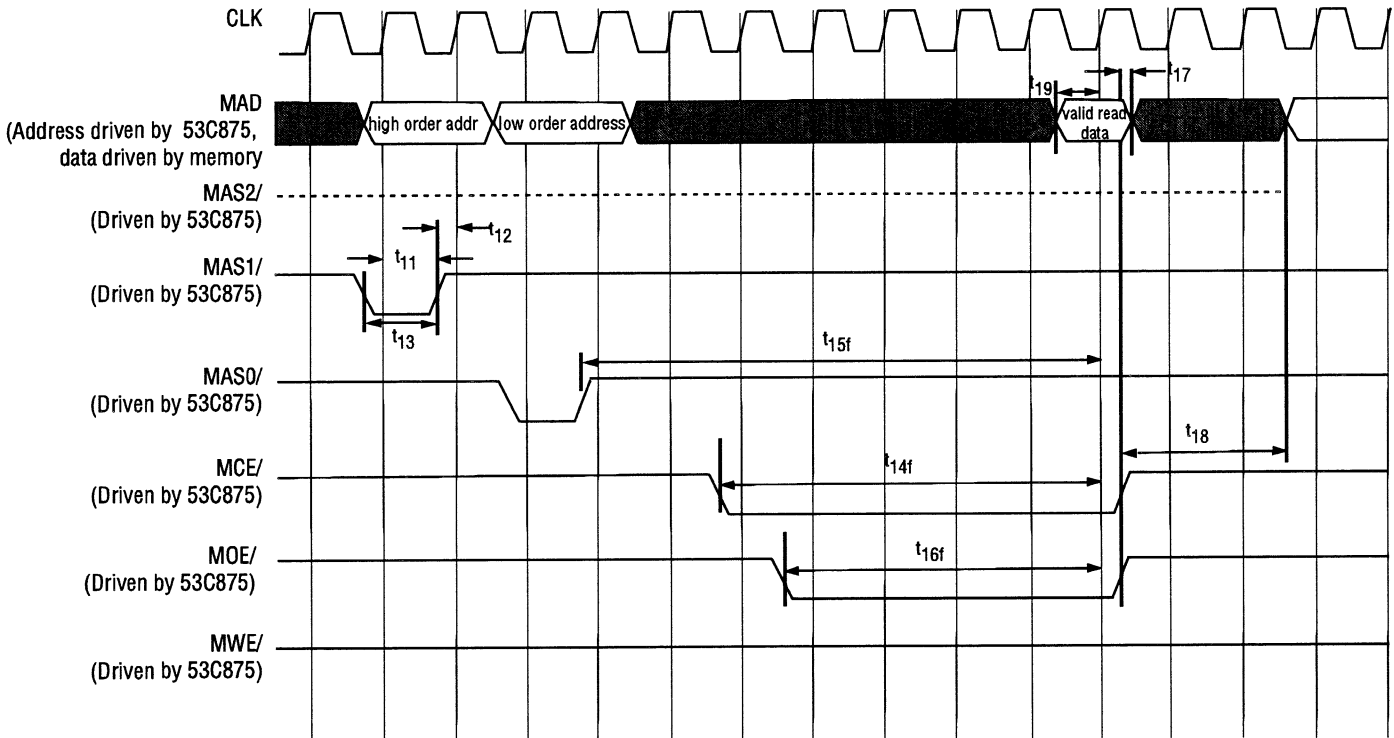 CLK
MAD
(Address driven by 53C875,
data driven by memory
high order addr
low order address
t19
valid read
data
t17
MAS2/
(Driven by 53C875)
t12
MAS1/
(Driven by 53C875)
t11
t13
MAS0/
(Driven by 53C875)
t15f
MCE/
(Driven by 53C875)
t14f
t18
MOE/
(Driven by 53C875)
t16f
MWE/
(Driven by 53C875)